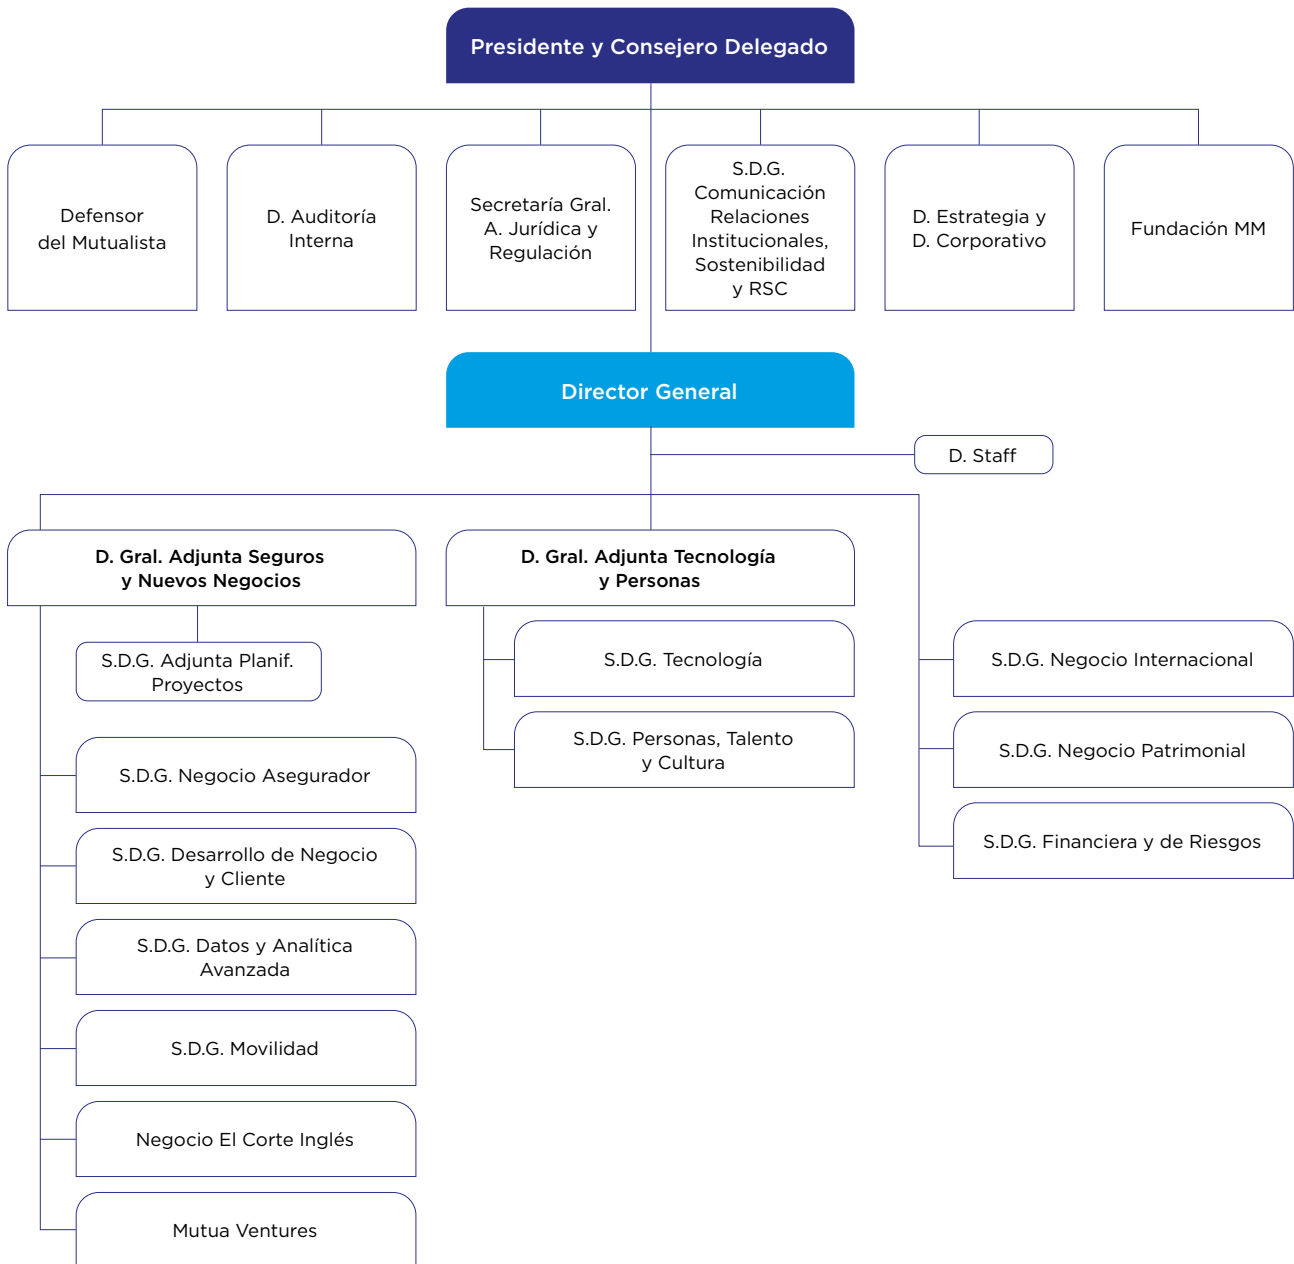 Presidente y Consejero Delegado
Defensor
del Mutualista
D. Auditoría
Interna
Secretaría Gral.
A. Jurídica y
Regulación
S.D.G.
Comunicación
Relaciones
Institucionales,
Sostenibilidad
y RSC
D. Estrategia y
D. Corporativo
Fundación MM
Director General
D. Staff
D. Gral. Adjunta Seguros
y Nuevos Negocios
S.D.G. Adjunta Planif.
Proyectos
S.D.G. Negocio Asegurador
S.D.G. Desarrollo de Negocio
y Cliente
S.D.G. Datos y Analítica
Avanzada
S.D.G. Movilidad
Negocio El Corte Inglés
Mutua Ventures
D. Gral. Adjunta Tecnología
y Personas
S.D.G. Tecnología
S.D.G. Personas, Talento
y Cultura
S.D.G. Negocio Internacional
S.D.G. Negocio Patrimonial
S.D.G. Financiera y de Riesgos